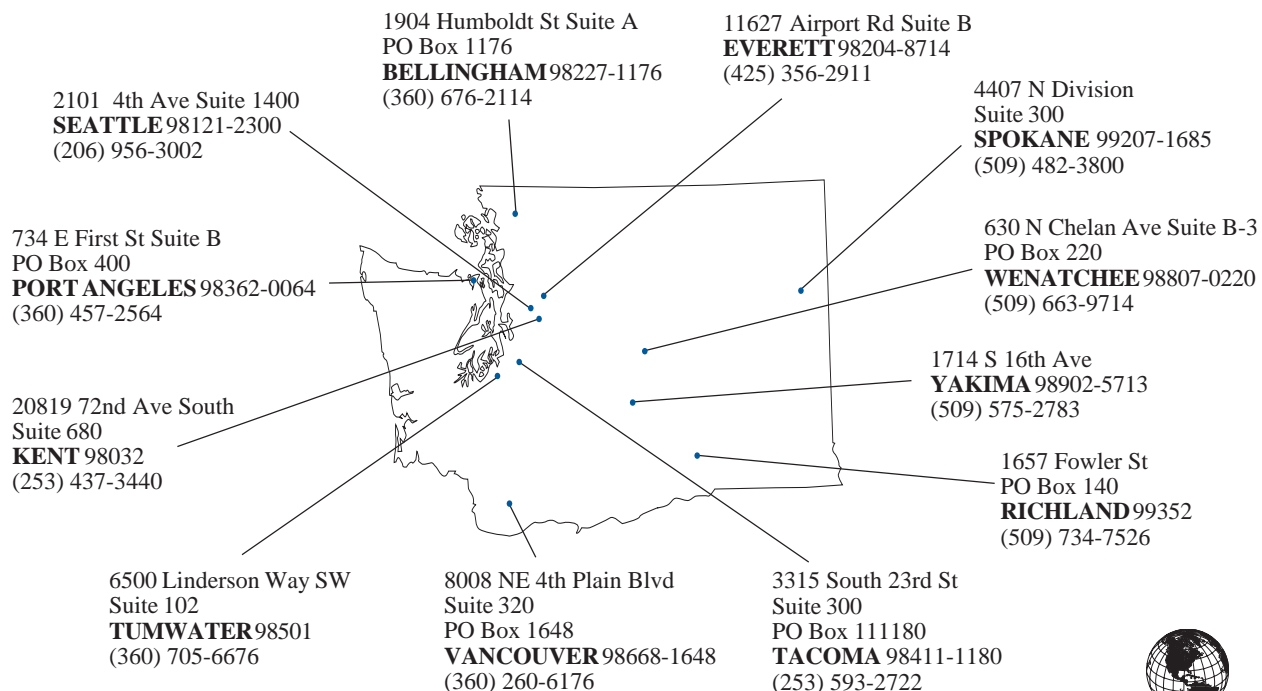 1904 Humboldt St Suite A
PO Box 1176
BELLINGHAM 98227-1176
(360) 676-2114
11627 Airport Rd Suite B
EVERETT 98204-8714
(425) 356-2911
2101 4th Ave Suite 1400
SEATTLE 98121-2300
(206) 956-3002
4407 N Division
Suite 300
SPOKANE 99207-1685
(509) 482-3800
734 E First St Suite B
PO Box 400
PORT ANGELES 98362-0064
(360) 457-2564
630 N Chelan Ave Suite B-3
PO Box 220
WENATCHEE 98807-0220
(509) 663-9714
1714 S 16th Ave
YAKIMA 98902-5713
(509) 575-2783
20819 72nd Ave South
Suite 680
KENT 98032
(253) 437-3440
1657 Fowler St
PO Box 140
RICHLAND 99352
(509) 734-7526
6500 Linderson Way SW
Suite 102
TUMWATER 98501
(360) 705-6676
8008 NE 4th Plain Blvd
Suite 320
PO Box 1648
VANCOUVER 98668-1648
(360) 260-6176
3315 South 23rd St
Suite 300
PO Box 111180
TACOMA 98411-1180
(253) 593-2722